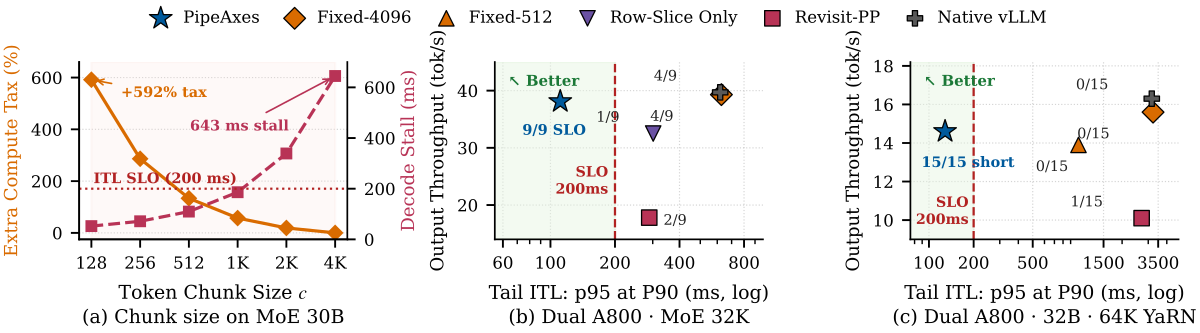 PipeAxes Fixed-4096 Fixed-512 Row-Slice Only Revisit-PP Native vLLM
Extra Compute Tax (%)
600
400
200
0
+592% tax
643 ms stall
ITL SLO (200 ms)
600
400
200
0
Decode Stall (ms)
128 256 512 1K 2K 4K
Token Chunk Size c
(a) Chunk size on MoE 30B
Output Throughput (tok/s)
40
30
20
↖ Better
4/9
1/9
4/9
9/9 SLO
SLO
200ms
2/9
60 100 200 400 800
Tail ITL: p95 at P90 (ms, log)
(b) Dual A800 · MoE 32K
Output Throughput (tok/s)
18
16
14
12
10
↖ Better
0/15
0/15
15/15 short
0/15
SLO
200ms
1/15
100 200 500 1500 3500
Tail ITL: p95 at P90 (ms, log)
(c) Dual A800 · 32B · 64K YaRN